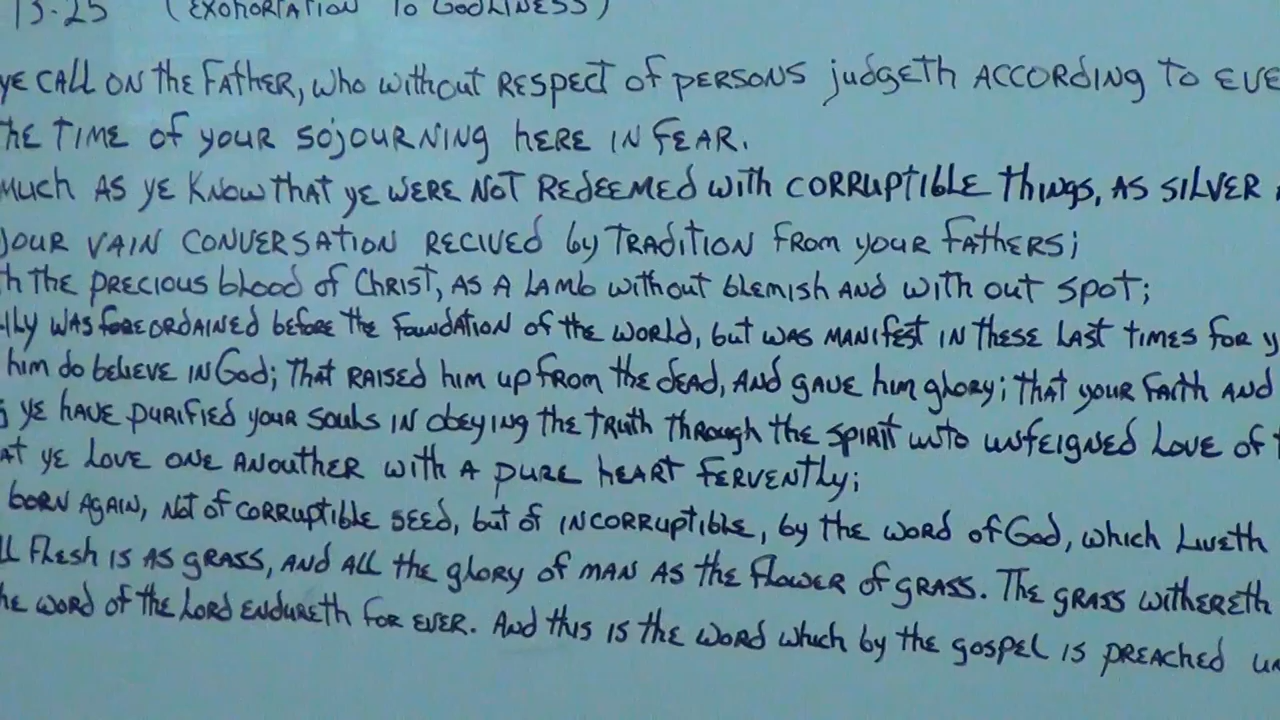 13-25 (EXOHORTATION TO GODLINESS)
YE CALL ON the FATHER, who without RESPECT of PERSONS judgeth ACCORDING TO EVE
he TIME of YOUR SOJOURNING hERE IN FEAR.
Much AS YE KNOW THAT YE WERE NOT REDEEMED with CORRUPTIBLE Things, AS SILVER
YOUR VAIN CONVERSATION RECIVED by TRADITION FROM YOUR FATHERS;
h THE PRECIOUS blood of Christ, AS A LAMb without blEMISH AND with out SPOT;
ily WAS foreORDAINED before the Foundation of the WORLD, but WAS MANIFEST IN These LAST TIMES for y
him do beliEVE IN God; That RAISED him up from the dead, AND gAVE him glory; that your FAITH AND
g YE hAVE purified your Souls IN obeying the truth through the SPIRIT unto unfeigned LOVE of t
AT YE LOVE ONE ANOUTHER with A PURE hEART FERVENTLY;
born AgAIN, Not of corruptible SEED, but of INCORRUPTIBLE, by the WORD of God, which LIVETH
LL Flesh IS AS GRASS, AND ALL the glory of MAN AS the flower of GRASS. The GRASS withereth
he WORD of the Lord ENDURETH for EVER. And this is the WORD which by the gospel is PREACHED un